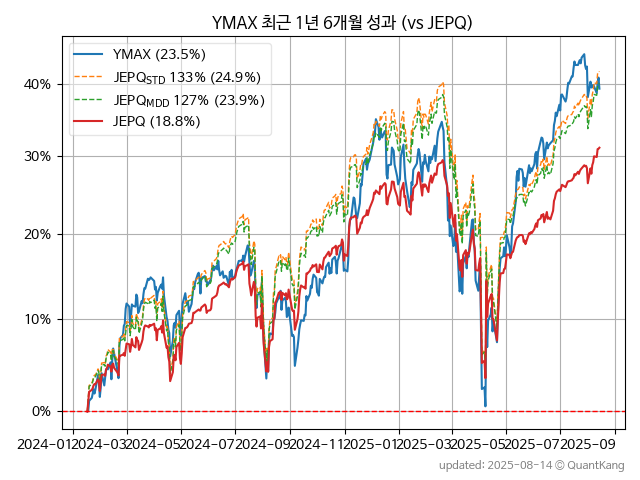 YMAX 최근 1년 6개월 성과 (vs JEPQ)
YMAX (23.5%)
JEPQSTD 133% (24.9%)
JEPQMDD 127% (23.9%)
JEPQ (18.8%)
40%
30%
20%
10%
0%
2024-01 2024-03 2024-05 2024-07 2024-09 2024-11 2025-01 2025-03 2025-05 2025-07 2025-09
updated: 2025-08-14 © QuantKang